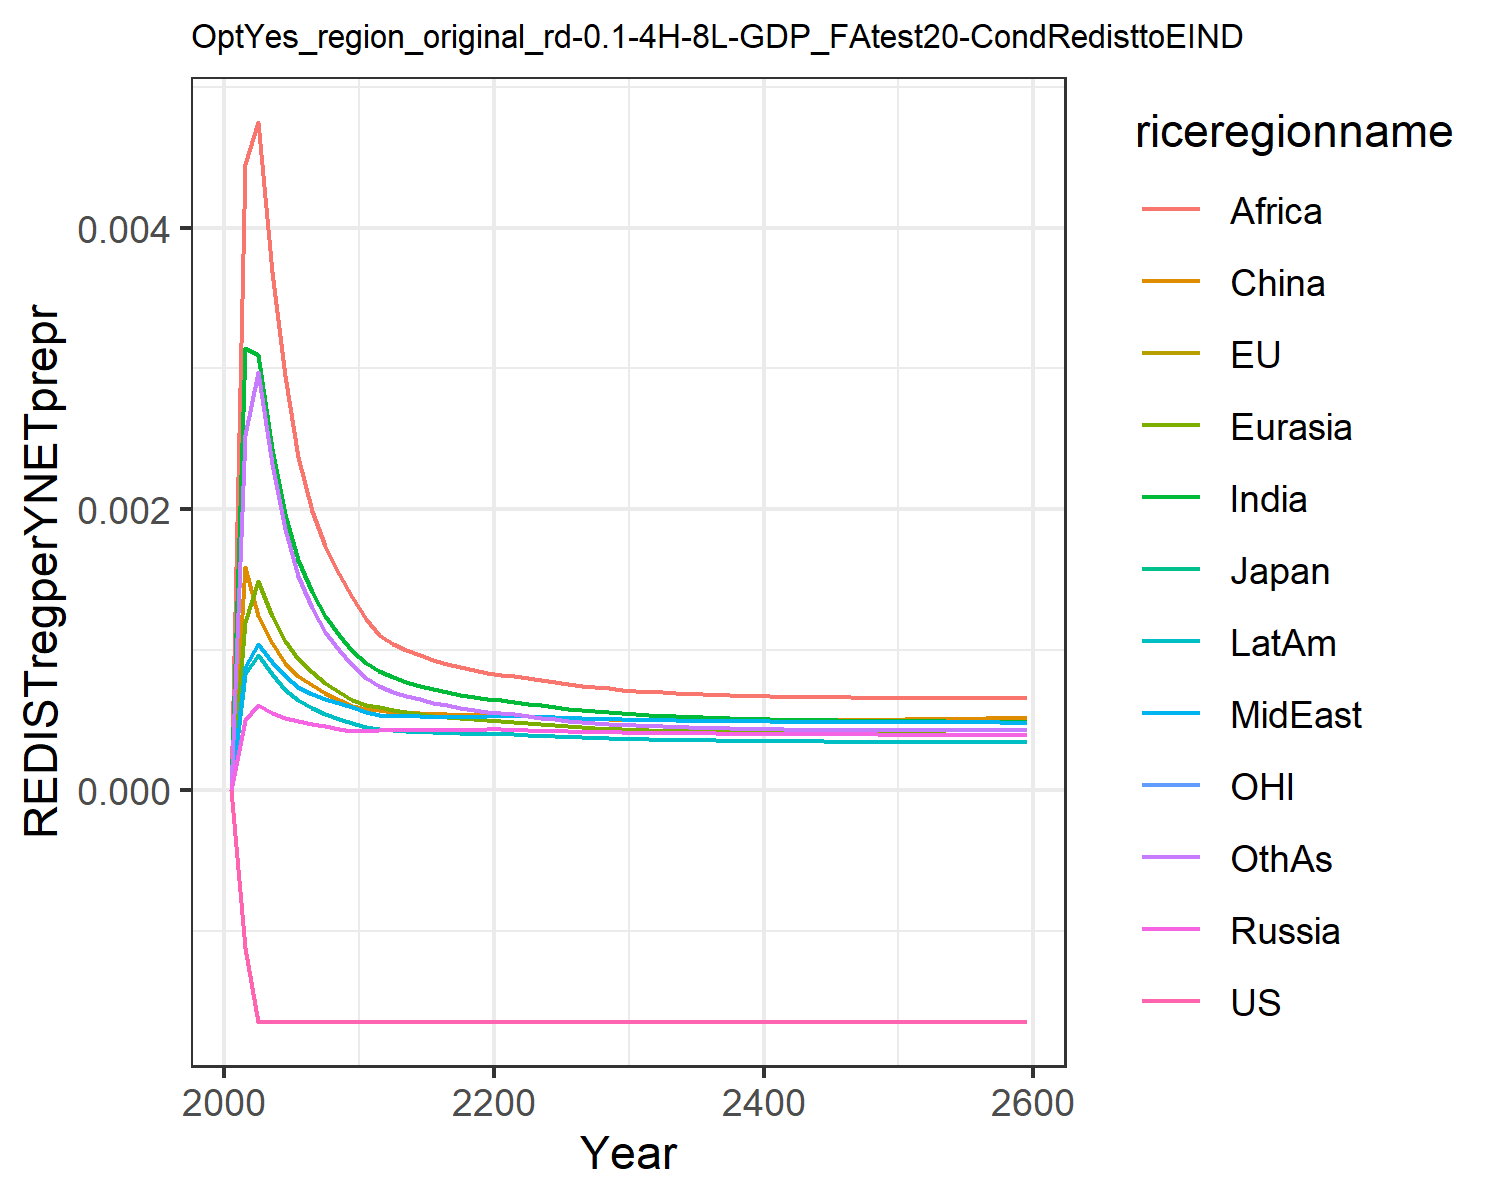 OptYes_region_original_rd-0.1-4H-8L-GDP_FAtest20-CondRedisttoEIND
REDISTregperYNETprepr
0.004
0.002
0.000
2000 2200 2400 2600
Year
riceregionname
Africa
China
EU
Eurasia
India
Japan
LatAm
MidEast
OHI
OthAs
Russia
US